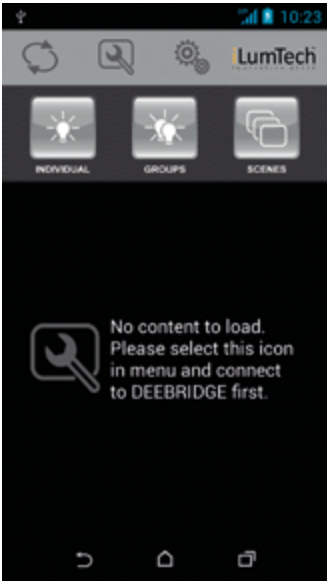 10:23
LumTech
INDIVIDUAL
GROUPS
SCENES
No content to load.
Please select this icon
in menu and connect
to DEEBRIDGE first.